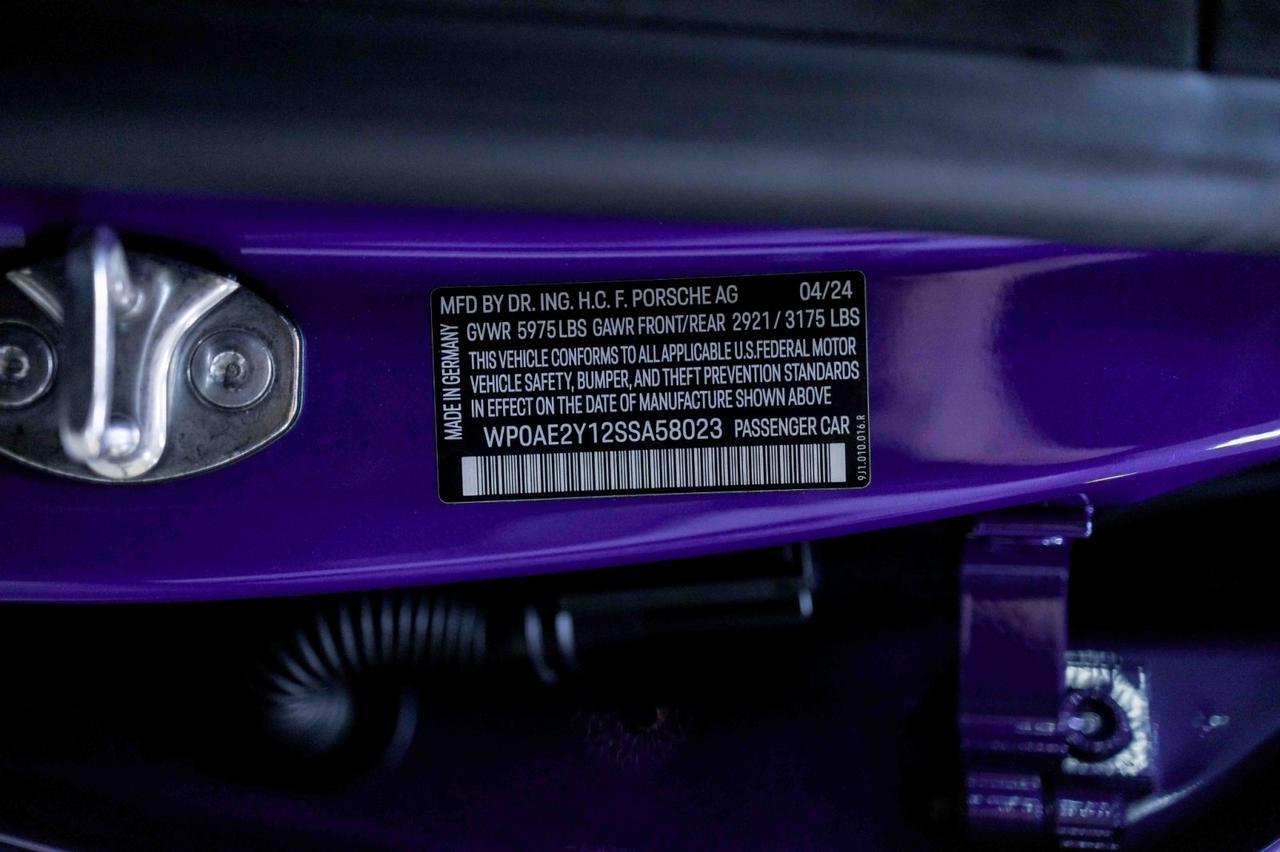 MFD BY DR. ING. H.C. F. PORSCHE AG 04/24
GVWR 5975 LBS GAWR FRONT/REAR 2921 / 3175 LBS
MADE IN GERMANY
THIS VEHICLE CONFORMS TO ALL APPLICABLE U.S.FEDERAL MOTOR
VEHICLE SAFETY, BUMPER, AND THEFT PREVENTION STANDARDS
IN EFFECT ON THE DATE OF MANUFACTURE SHOWN ABOVE
WP0AE2Y12SSA58023 PASSENGER CAR
9J1.010.016.R